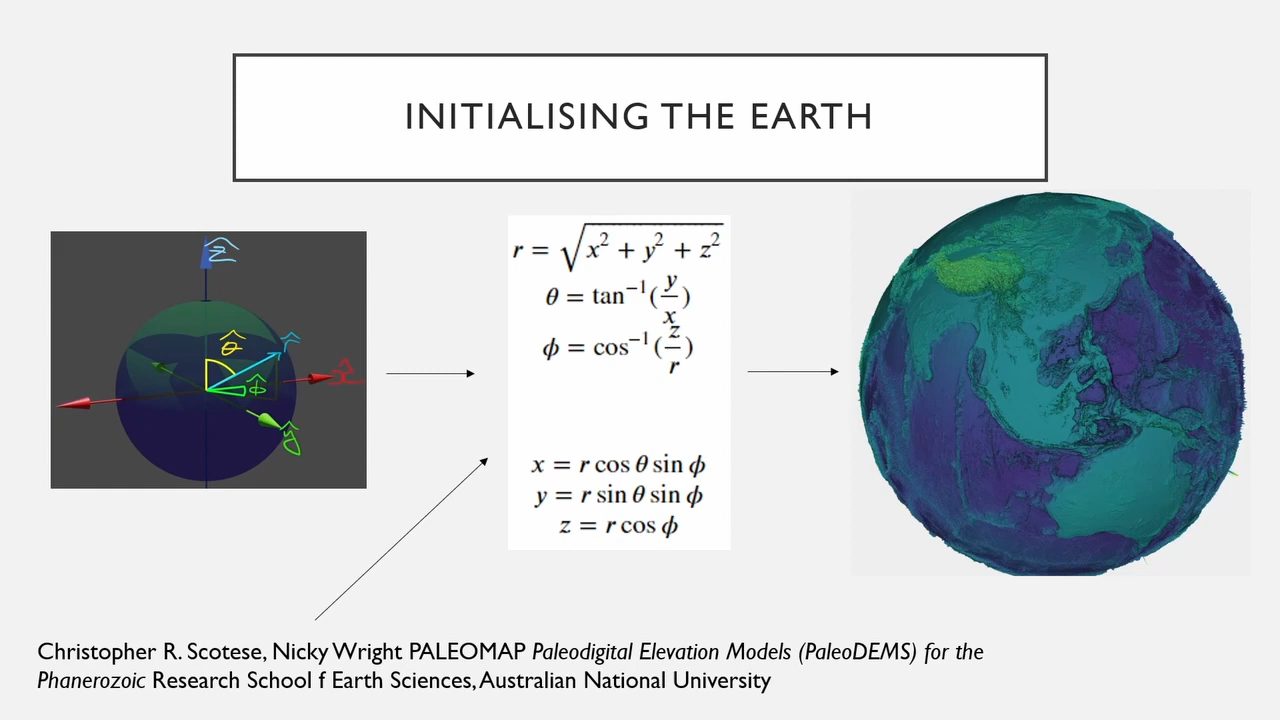 INITIALISING THE EARTH
ẑ
θ̂
r̂
x̂
ϕ̂
ŷ
r = √(x² + y² + z²)
θ = tan⁻¹(y/x)
ϕ = cos⁻¹(z/r)
x = r cos θ sin ϕ
y = r sin θ sin ϕ
z = r cos ϕ
Christopher R. Scotese, Nicky Wright PALEOMAP Paleodigital Elevation Models (PaleoDEMS) for the
Phanerozoic Research School f Earth Sciences, Australian National University